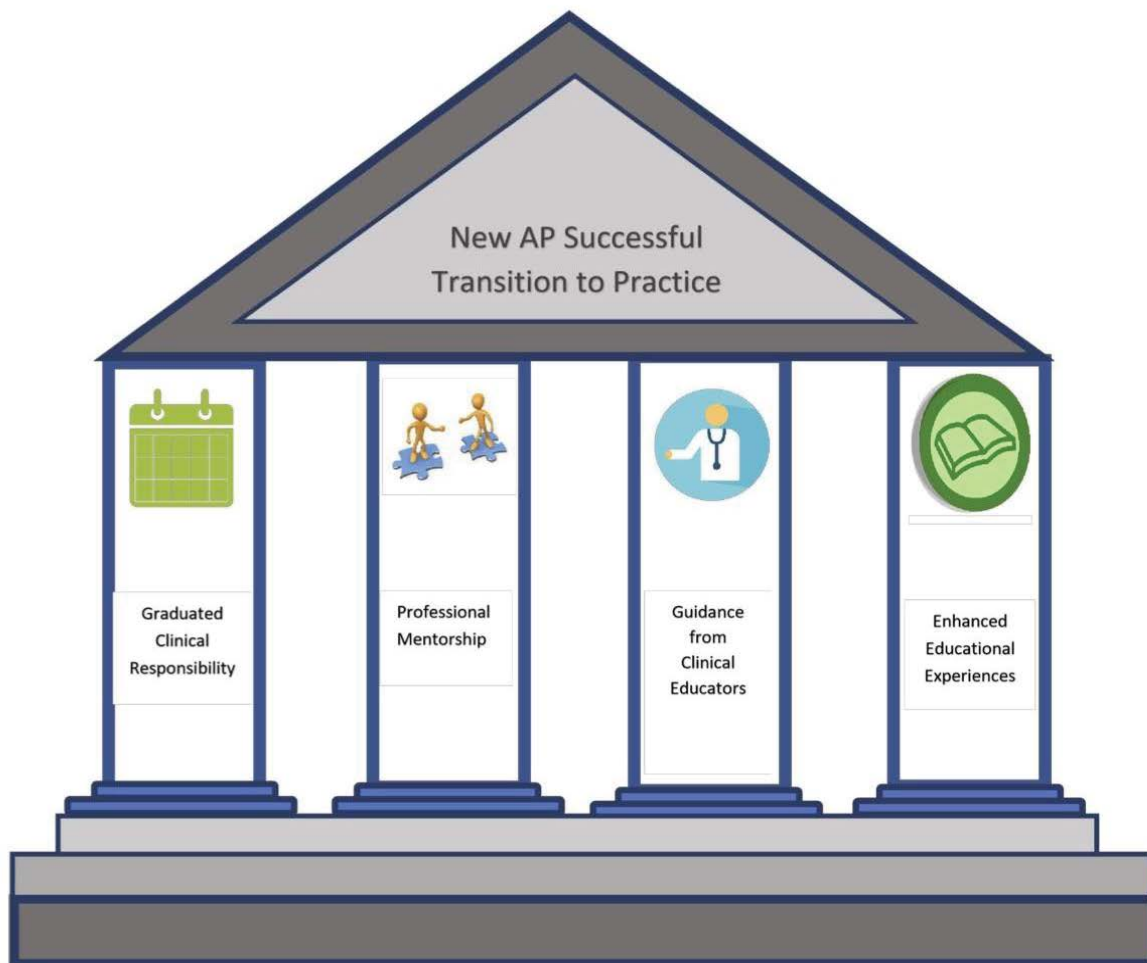 New AP Successful
Transition to Practice
Graduated
Clinical
Responsibility
Professional
Mentorship
Guidance
from
Clinical
Educators
Enhanced
Educational
Experiences